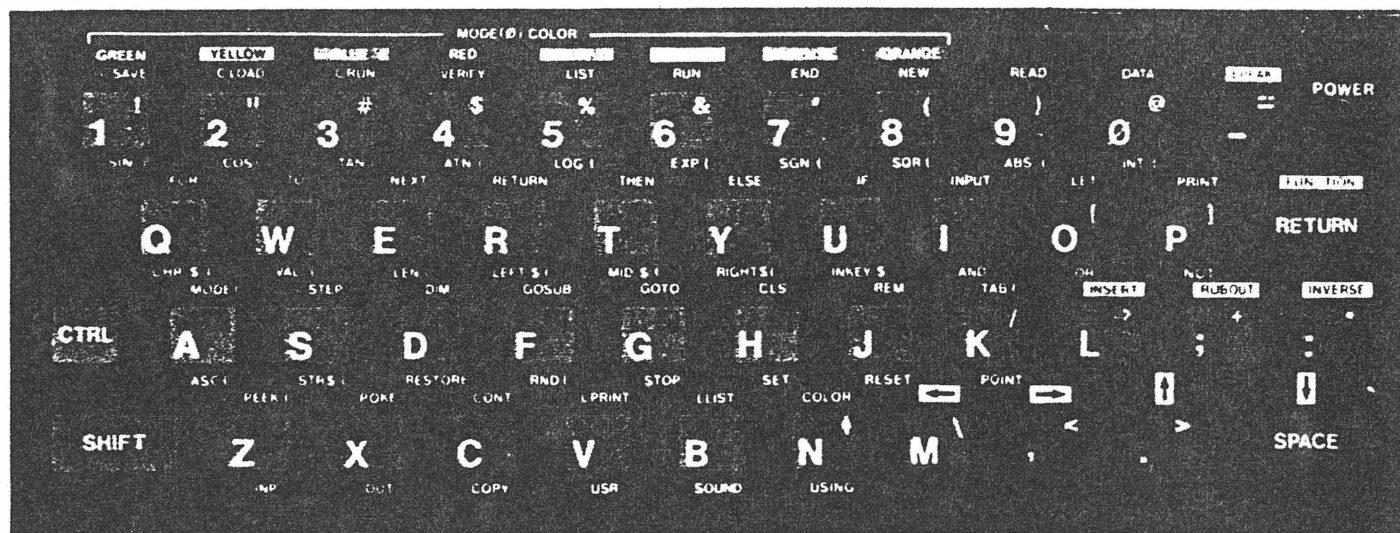 MODE(Ø) COLOR
GREEN YELLOW RED ORANGE
CSAVE CLOAD CRUN VERIFY LIST RUN END NEW READ DATA BREAK
! " # $ % & ' ( ) @ =
1 2 3 4 5 6 7 8 9 Ø - POWER
SIN ( COS ( TAN ( ATN ( LOG ( EXP ( SGN ( SQR ( ABS ( INT (
FOR TO NEXT RETURN THEN ELSE IF INPUT LET PRINT FUNCTION
[ ]
Q W E R T Y U I O P RETURN
CHR $ ( VAL ( LEN ( LEFT $ ( MID $ ( RIGHT$( INKEY $ AND OR NOT
MODE ( STEP DIM GOSUB GOTO CLS REM TAB ( INSERT RUBOUT INVERSE
/ ? + *
CTRL A S D F G H J K L ; :
ASC ( STR$ ( RESTORE RND ( STOP SET RESET POINT
PEEK ( POKE CONT LPRINT LLIST COLOR ← → ↑ ↓
\ < >
SHIFT Z X C V B N M , . SPACE
INP OUT COPY USR SOUND USING